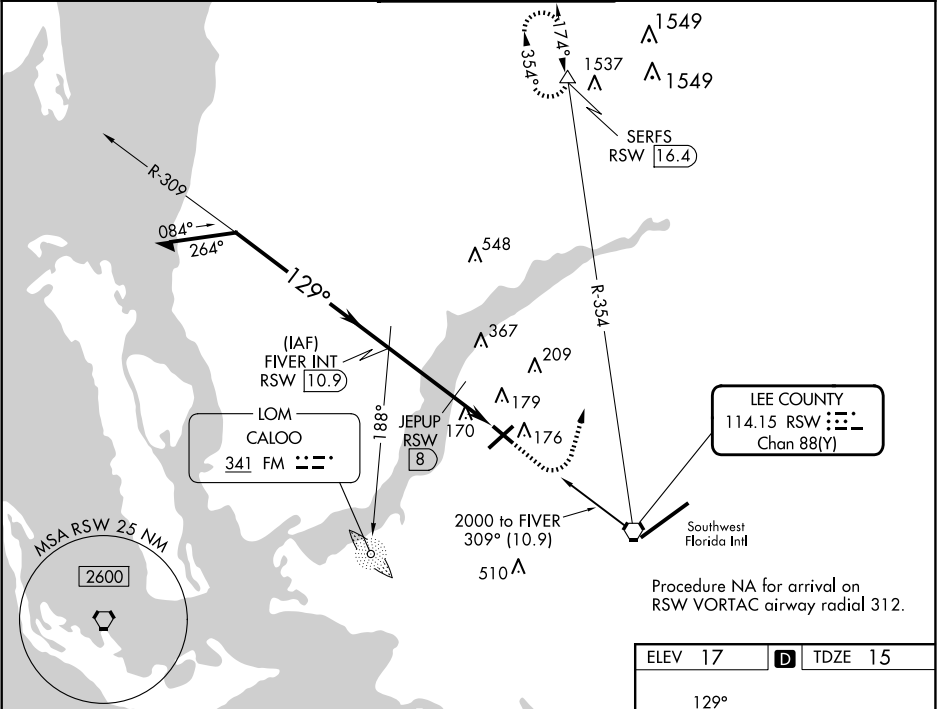 1549
174°
354°
1537
1549
SERFS
RSW 16.4
R-309
084°
264°
129°
548
R-354
(IAF)
FIVER INT
RSW 10.9
367
209
LOM
CALOO
341 FM
188°
JEPUP
RSW
8
170
179
176
LEE COUNTY
114.15 RSW
Chan 88(Y)
2000 to FIVER
309° (10.9)
Southwest
Florida Intl
510
MSA RSW 25 NM
2600
Procedure NA for arrival on
RSW VORTAC airway radial 312.
ELEV 17 D TDZE 15
129°